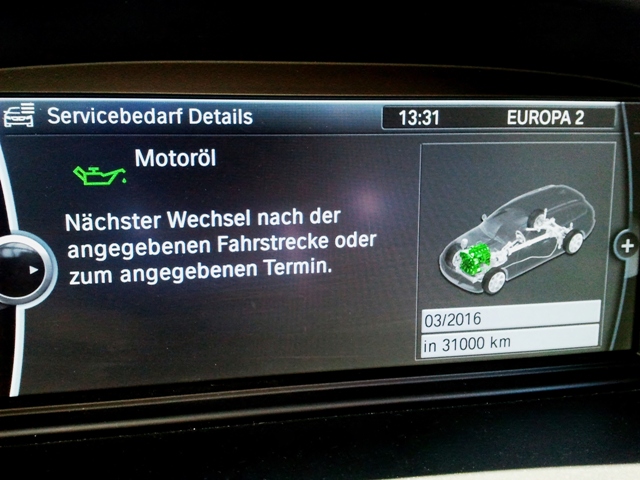 Servicebedarf Details
13:31
EUROPA 2
Motoröl
Nächster Wechsel nach der
angegebenen Fahrstrecke oder
zum angegebenen Termin.
03/2016
in 31000 km